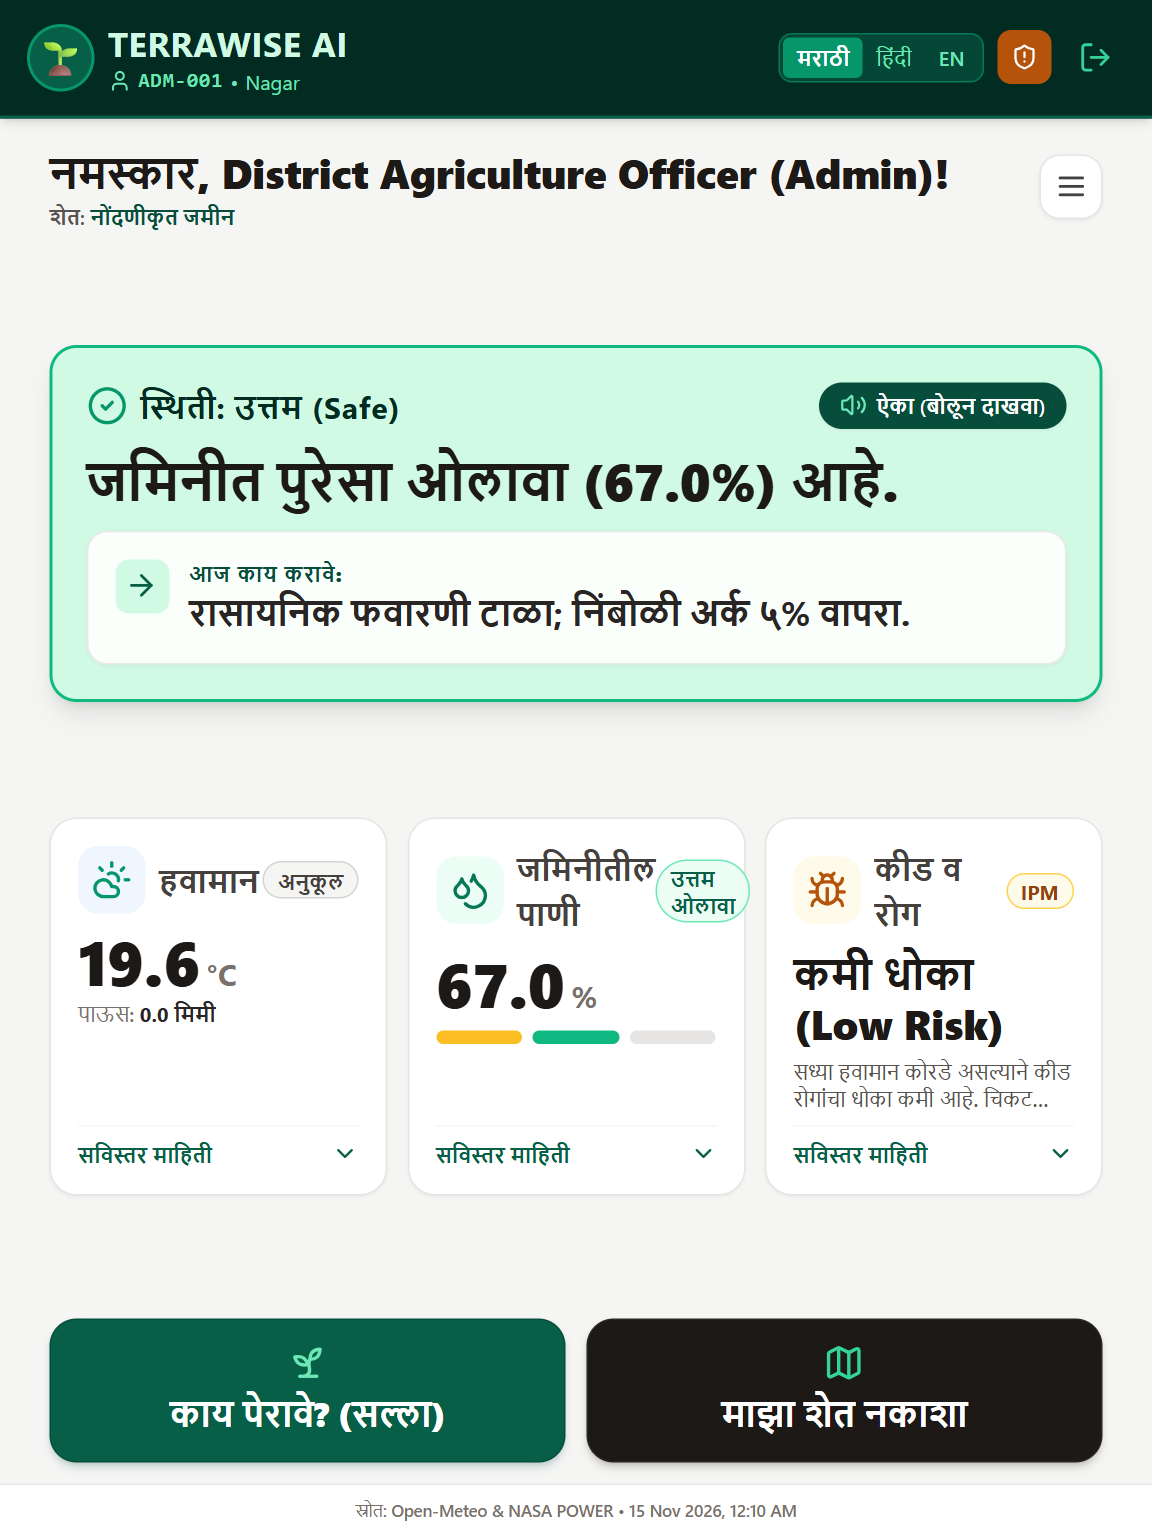 TERRAWISE AI
ADM-001 • Nagar
मराठी हिंदी EN
नमस्कार, District Agriculture Officer (Admin)!
शेत: नोंदणीकृत जमीन
स्थिती: उत्तम (Safe)
ऐका (बोलून दाखवा)
जमिनीत पुरेसा ओलावा (67.0%) आहे.
आज काय करावे:
रासायनिक फवारणी टाळा; निंबोळी अर्क ५% वापरा.
हवामान
अनुकूल
19.6 °C
पाऊस: 0.0 मिमी
सविस्तर माहिती
जमिनीतील
पाणी
उत्तम
ओलावा
67.0 %
सविस्तर माहिती
कीड व
रोग
IPM
कमी धोका
(Low Risk)
सध्या हवामान कोरडे असल्याने कीड
रोगांचा धोका कमी आहे. चिकट...
सविस्तर माहिती
काय पेरावे? (सल्ला)
माझा शेत नकाशा
स्रोत: Open-Meteo & NASA POWER • 15 Nov 2026, 12:10 AM